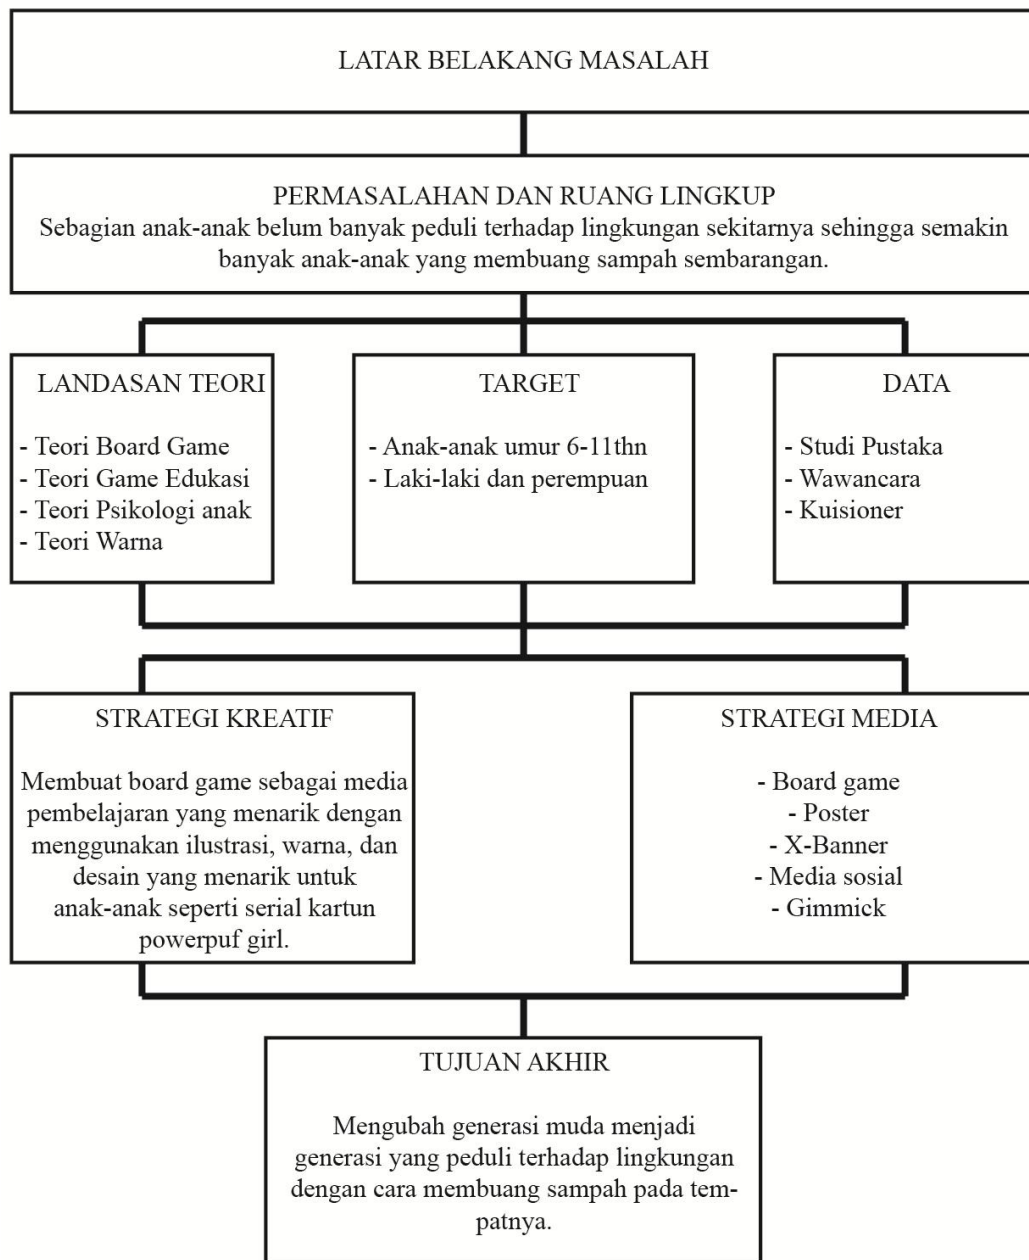 LATAR BELAKANG MASALAH
PERMASALAHAN DAN RUANG LINGKUP
Sebagian anak-anak belum banyak peduli terhadap lingkungan sekitarnya sehingga semakin
banyak anak-anak yang membuang sampah sembarangan.
LANDASAN TEORI
- Teori Board Game
- Teori Game Edukasi
- Teori Psikologi anak
- Teori Warna
TARGET
- Anak-anak umur 6-11thn
- Laki-laki dan perempuan
DATA
- Studi Pustaka
- Wawancara
- Kuisioner
STRATEGI KREATIF
Membuat board game sebagai media
pembelajaran yang menarik dengan
menggunakan ilustrasi, warna, dan
desain yang menarik untuk
anak-anak seperti serial kartun
powerpuf girl.
STRATEGI MEDIA
- Board game
- Poster
- X-Banner
- Media sosial
- Gimmick
TUJUAN AKHIR
Mengubah generasi muda menjadi
generasi yang peduli terhadap lingkungan
dengan cara membuang sampah pada tem-
patnya.